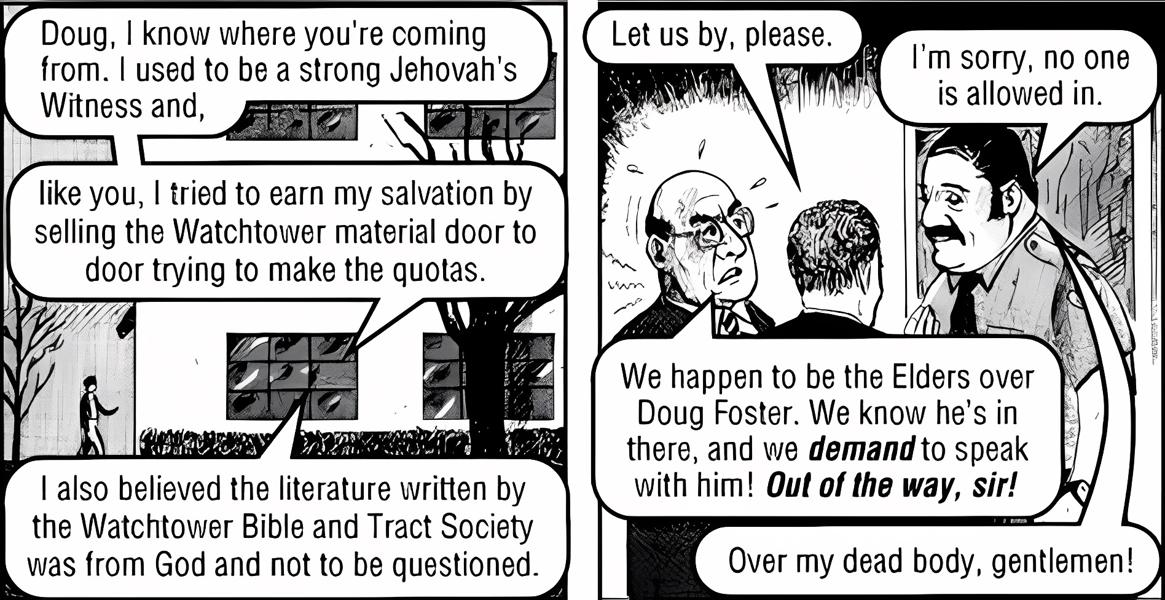 Doug, I know where you're coming
from. I used to be a strong Jehovah's
Witness and,
like you, I tried to earn my salvation by
selling the Watchtower material door to
door trying to make the quotas.
I also believed the literature written by
the Watchtower Bible and Tract Society
was from God and not to be questioned.
Let us by, please.
I'm sorry, no one
is allowed in.
We happen to be the Elders over
Doug Foster. We know he's in
there, and we demand to speak
with him! Out of the way, sir!
Over my dead body, gentlemen!